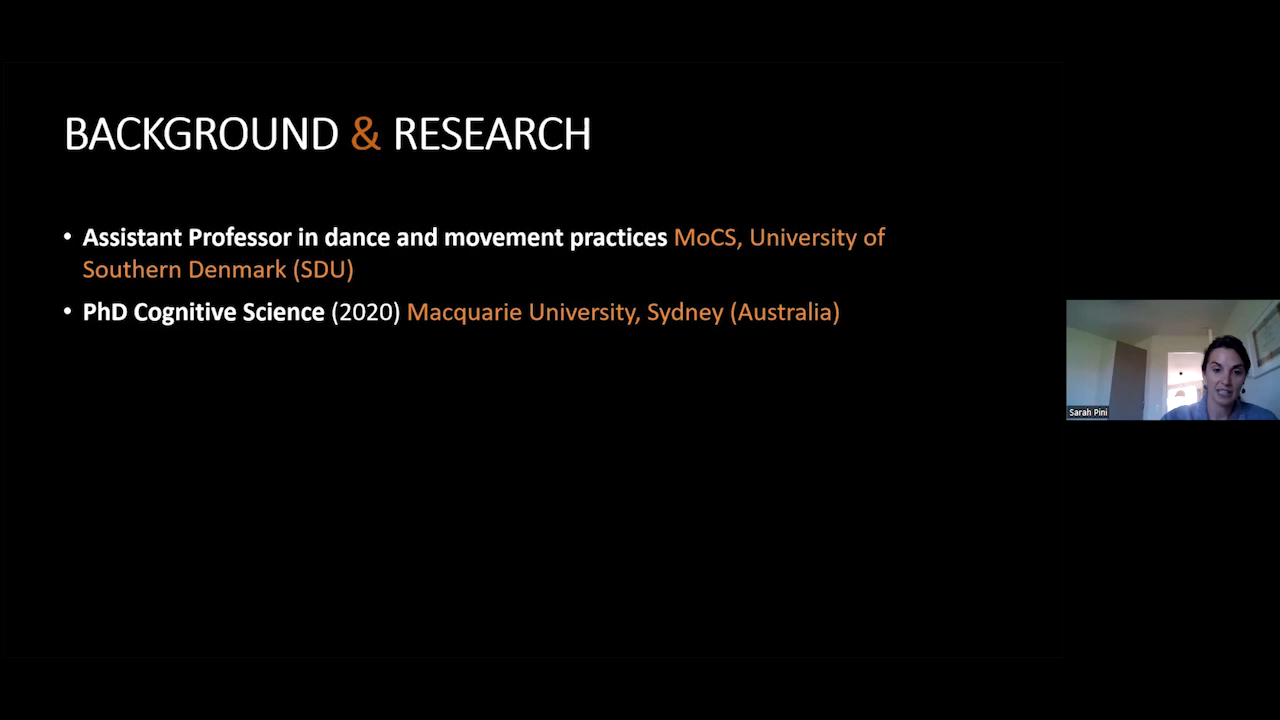 BACKGROUND & RESEARCH
• Assistant Professor in dance and movement practices MoCS, University of
Southern Denmark (SDU)
• PhD Cognitive Science (2020) Macquarie University, Sydney (Australia)
Sarah Pini